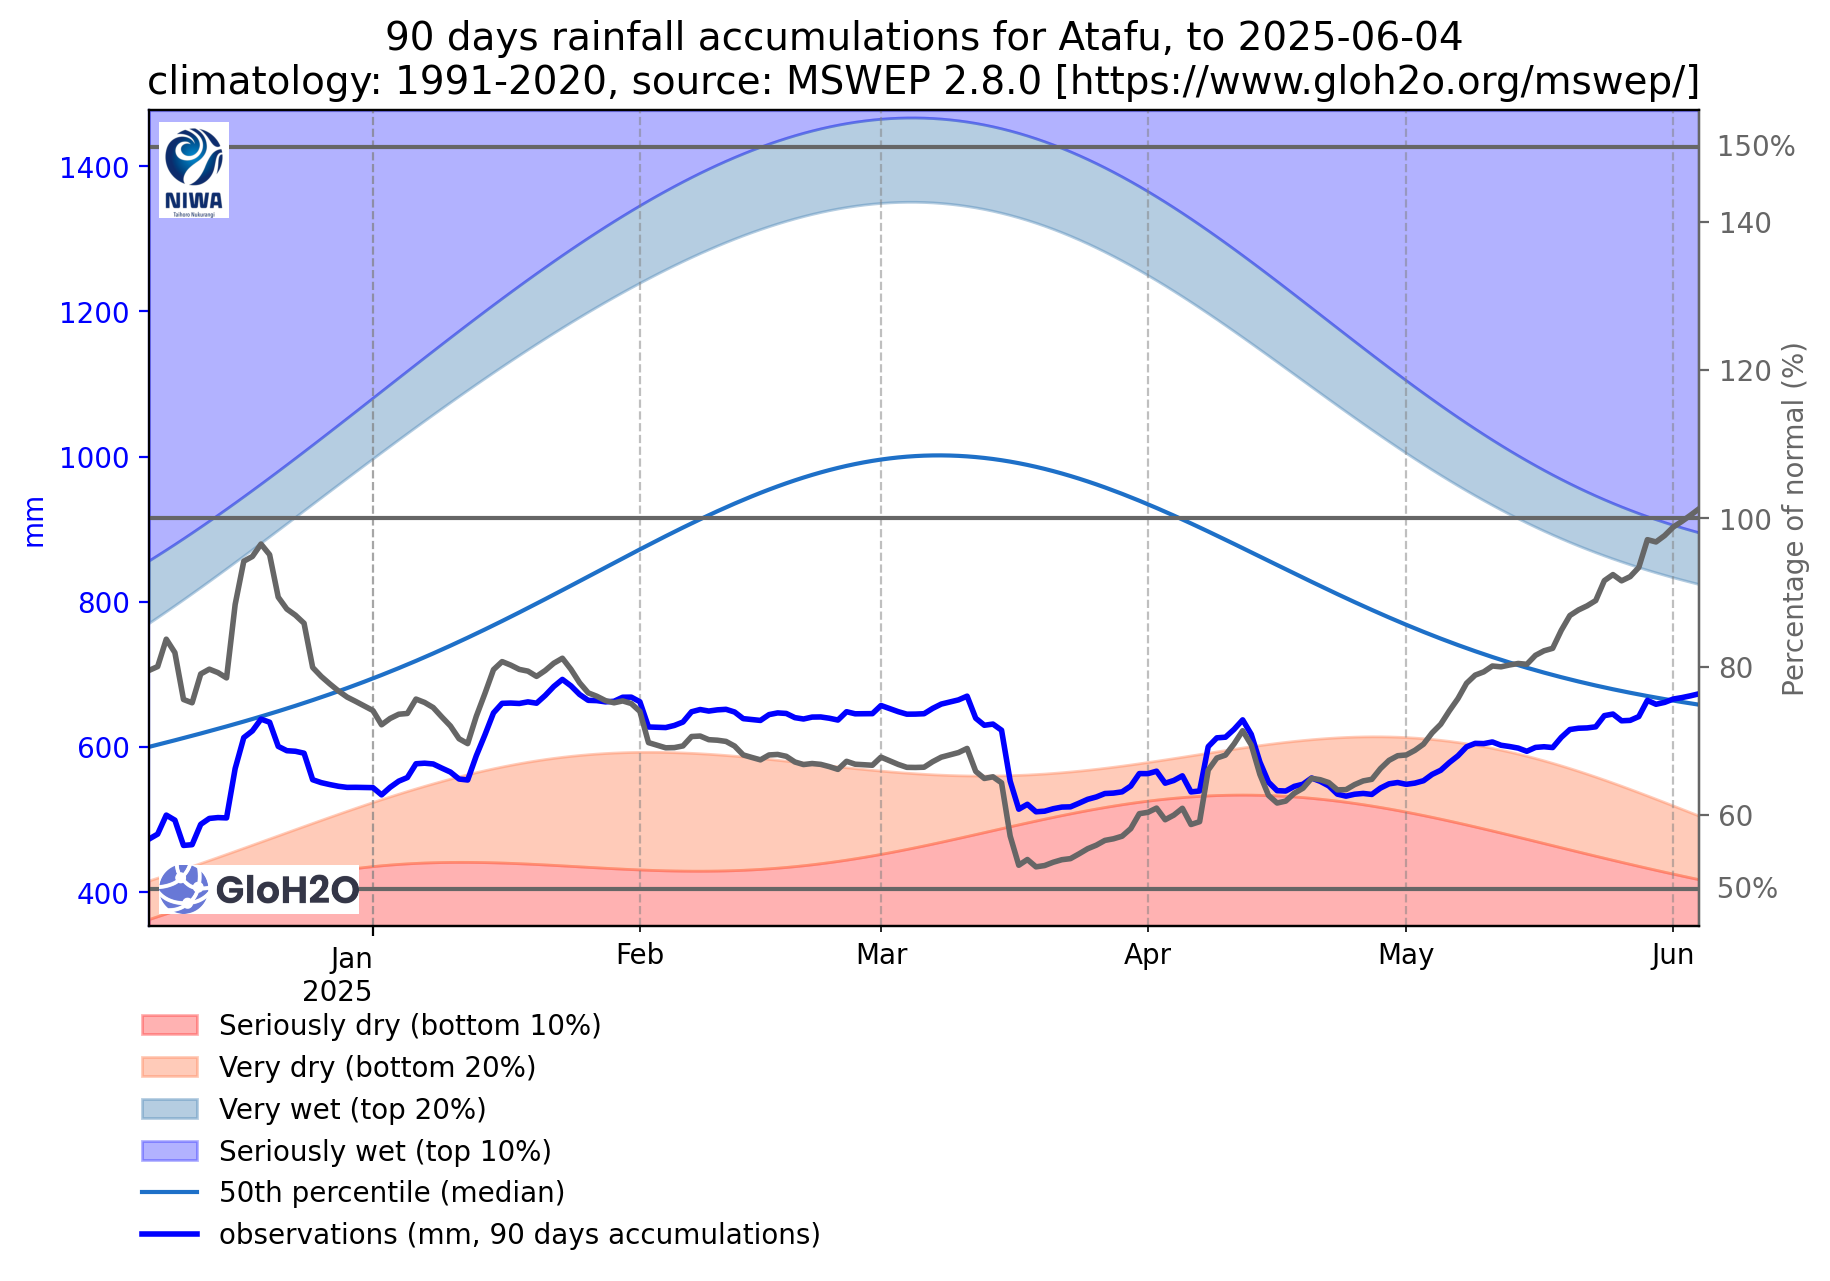 90 days rainfall accumulations for Atafu, to 2025-06-04
climatology: 1991-2020, source: MSWEP 2.8.0 [https://www.gloh2o.org/mswep/]
NIWA
Taihoro Nukurangi
1400
1200
1000
800
600
400
mm
150%
140
120
100
80
60
50%
Percentage of normal (%)
GloH2O
Jan
2025
Feb
Mar
Apr
May
Jun
Seriously dry (bottom 10%)
Very dry (bottom 20%)
Very wet (top 20%)
Seriously wet (top 10%)
50th percentile (median)
observations (mm, 90 days accumulations)